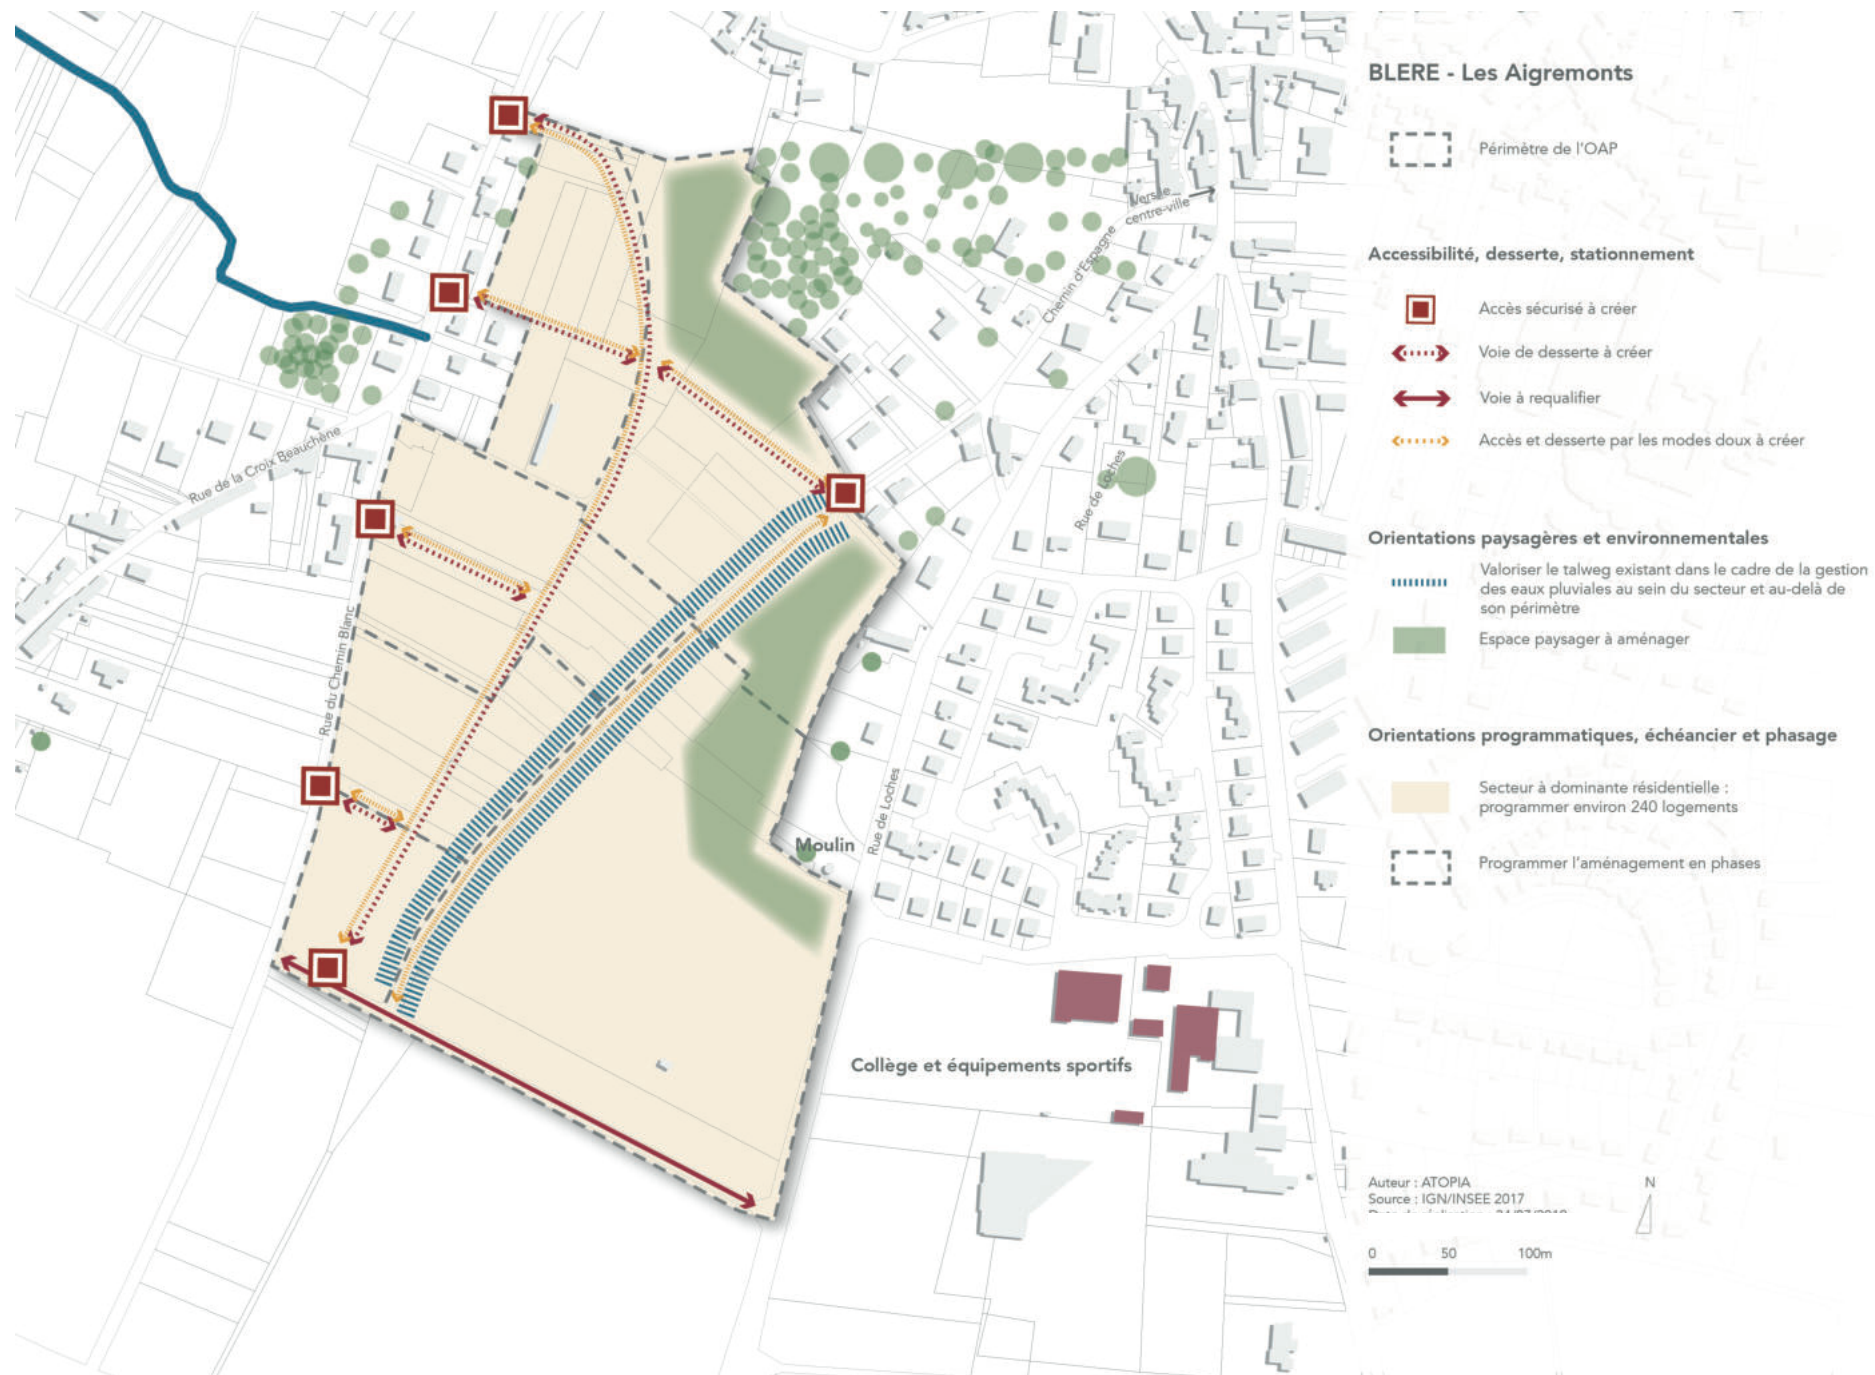 BLERE - Les Aigremonts
Périmètre de l'OAP
Accessibilité, desserte, stationnement
Accès sécurisé à créer
Voie de desserte à créer
Voie à requalifier
Accès et desserte par les modes doux à créer
Orientations paysagères et environnementales
Valoriser le talweg existant dans le cadre de la gestion
des eaux pluviales au sein du secteur et au-delà de
son périmètre
Espace paysager à aménager
Orientations programmatiques, échéancier et phasage
Secteur à dominante résidentielle :
programmer environ 240 logements
Programmer l'aménagement en phases
Auteur : ATOPIA
Source : IGN/INSEE 2017
N
0 50 100m
Vers le
centre-ville
Chemin d'Espagne
Rue de Loches
Rue de la Croix Beauchêne
Rue du Chemin Blanc
Rue de Loches
Moulin
Collège et équipements sportifs